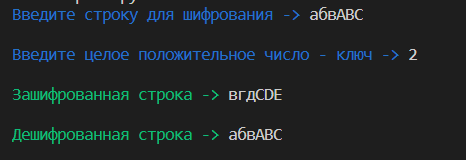 Введите строку для шифрования -> абвABC
Введите целое положительное число - ключ -> 2
Зашифрованная строка -> вгдCDE
Дешифрованная строка -> абвABC